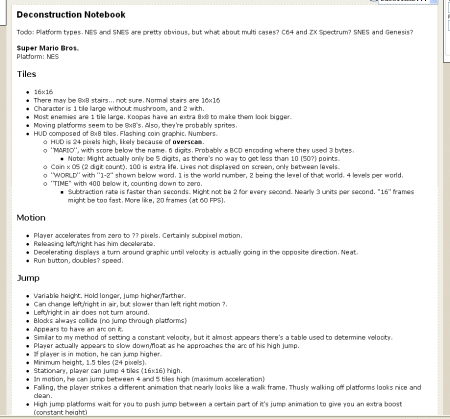 Deconstruction Notebook
Todo: Platform types. NES and SNES are pretty obvious, but what about multi cases? C64 and ZX Spectrum? SNES and Genesis?
Super Mario Bros.
Platform: NES
Tiles
16x16
There may be 8x8 stairs... not sure. Normal stairs are 16x16
Character is 1 tile large without mushroom, and 2 with.
Most enemies are 1 tile large. Koopas have an extra 8x8 to make them look bigger.
Moving platforms seem to be 8x8's. Also, they're probably sprites.
HUD composed of 8x8 tiles. Flashing coin graphic. Numbers.
HUD is 24 pixels high, likely because of overscan.
"MARIO", with score below the name. 6 digits. Probably a BCD encoding where they used 3 bytes.
Note: Might actually only be 5 digits, as there's no way to get less than 10 (50?) points.
Coin x 05 (2 digit count). 100 is extra life. Lives not displayed on screen, only between levels.
"WORLD" with "1-2" shown below word. 1 is the world number, 2 being the level of that world. 4 levels per world.
"TIME" with 400 below it, counting down to zero.
Subtraction rate is faster than seconds. Might not be 2 for every second. Nearly 3 units per second. "16" frames
might be too fast. More like, 20 frames (at 60 FPS).
Motion
Player accelerates from zero to ?? pixels. Certainly subpixel motion.
Releasing left/right has him decelerate.
Decelerating displays a turn around graphic until velocity is actually going in the opposite direction. Neat.
Run button, doubles? speed.
Jump
Variable height. Hold longer, jump higher/farther.
Can change left/right in air, but slower than left right motion ?.
Left/right in air does not turn around.
Blocks always collide (no jump through platforms)
Appears to have an arc on it.
Similar to my method of setting a constant velocity, but it almost appears there's a table used to determine velocity.
Player actually appears to slow down/float as he approaches the arc of his high jump.
If player is in motion, he can jump higher.
Minimum height, 1.5 tiles (24 pixels).
Stationary, player can jump 4 tiles (16x16) high.
In motion, he can jump between 4 and 5 tiles high (maximum acceleration)
Falling, the player strikes a different animation that nearly looks like a walk frame. Thusly walking off platforms looks nice and
clean.
High jump platforms wait for you to push jump between a certain part of it's jump animation to give you an extra boost
(constant height)